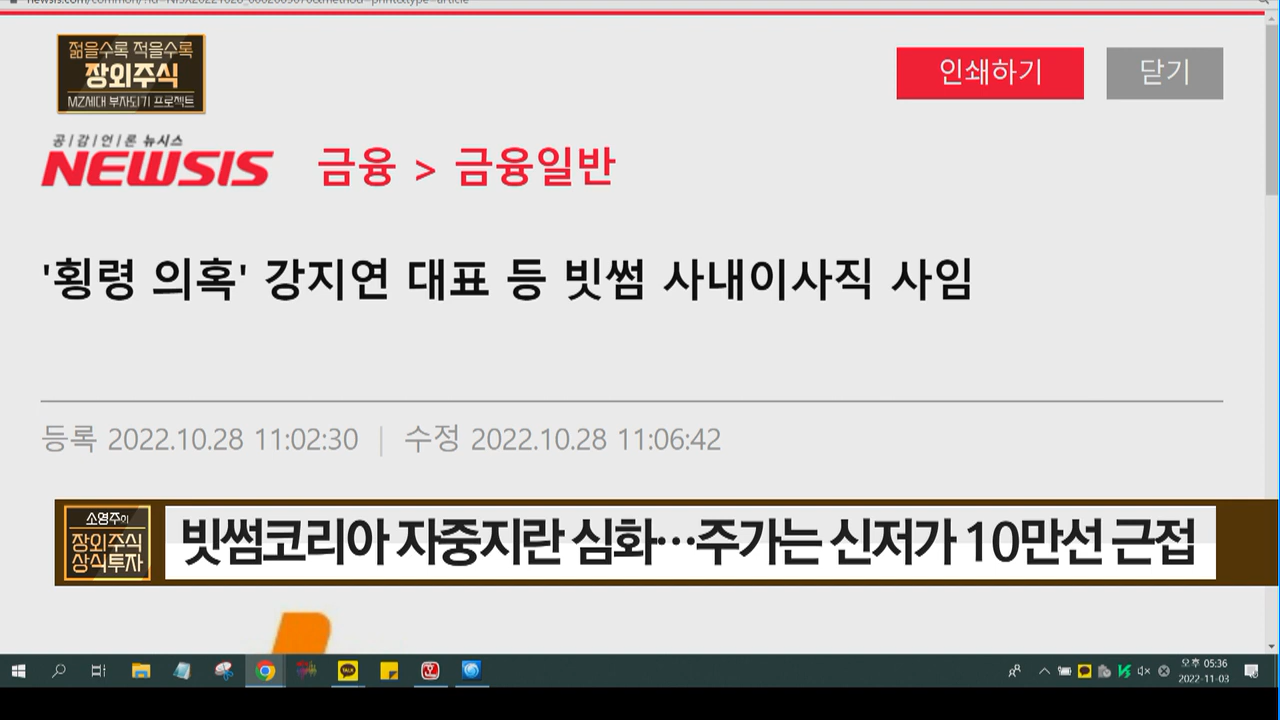 젊을수록 적을수록
장외주식
MZ세대 부자되기 프로젝트
인쇄하기
닫기
공|감|언|론 뉴시스
NEWSIS
금융 > 금융일반
'횡령 의혹' 강지연 대표 등 빗썸 사내이사직 사임
등록 2022.10.28 11:02:30 | 수정 2022.10.28 11:06:42
소영주의
장외주식
상식투자
빗썸코리아 자중지란 심화…주가는 신저가 10만선 근접
TALK
오후 05:36
2022-11-03